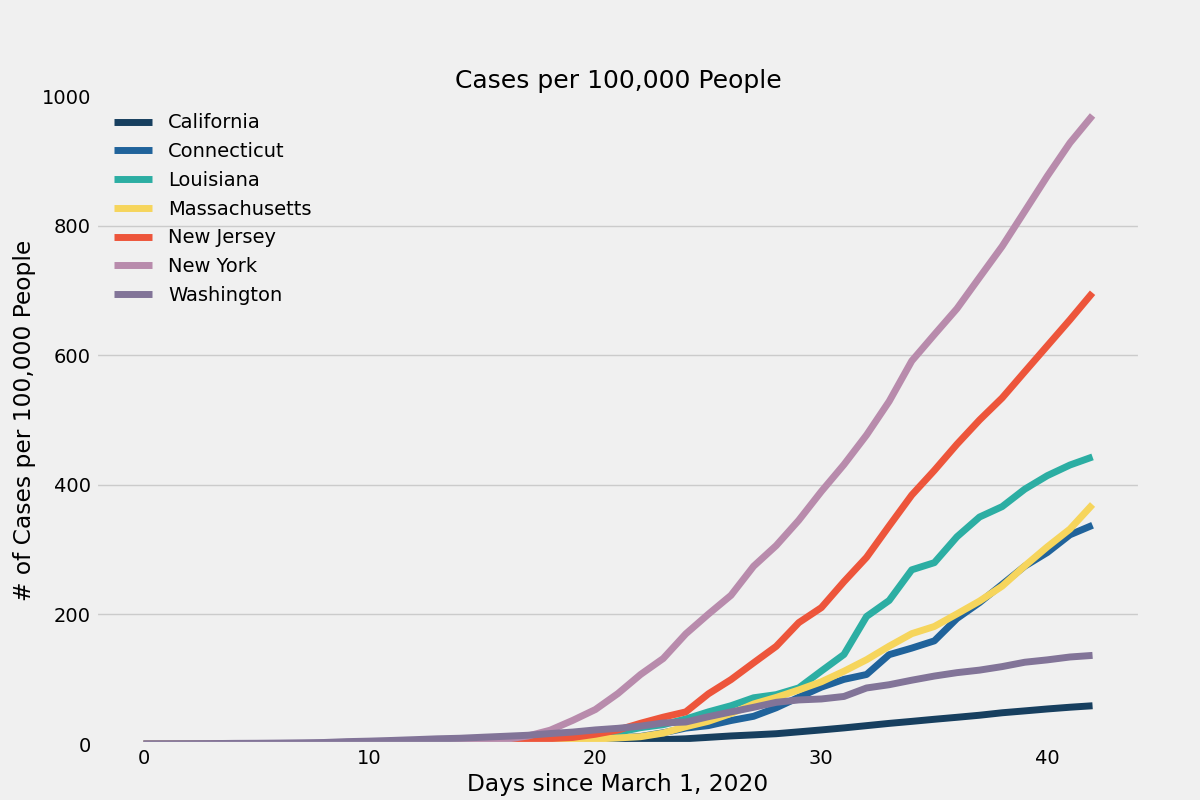 Cases per 100,000 People
1000
800
600
400
200
0
# of Cases per 100,000 People
California
Connecticut
Louisiana
Massachusetts
New Jersey
New York
Washington
0 10 20 30 40
Days since March 1, 2020